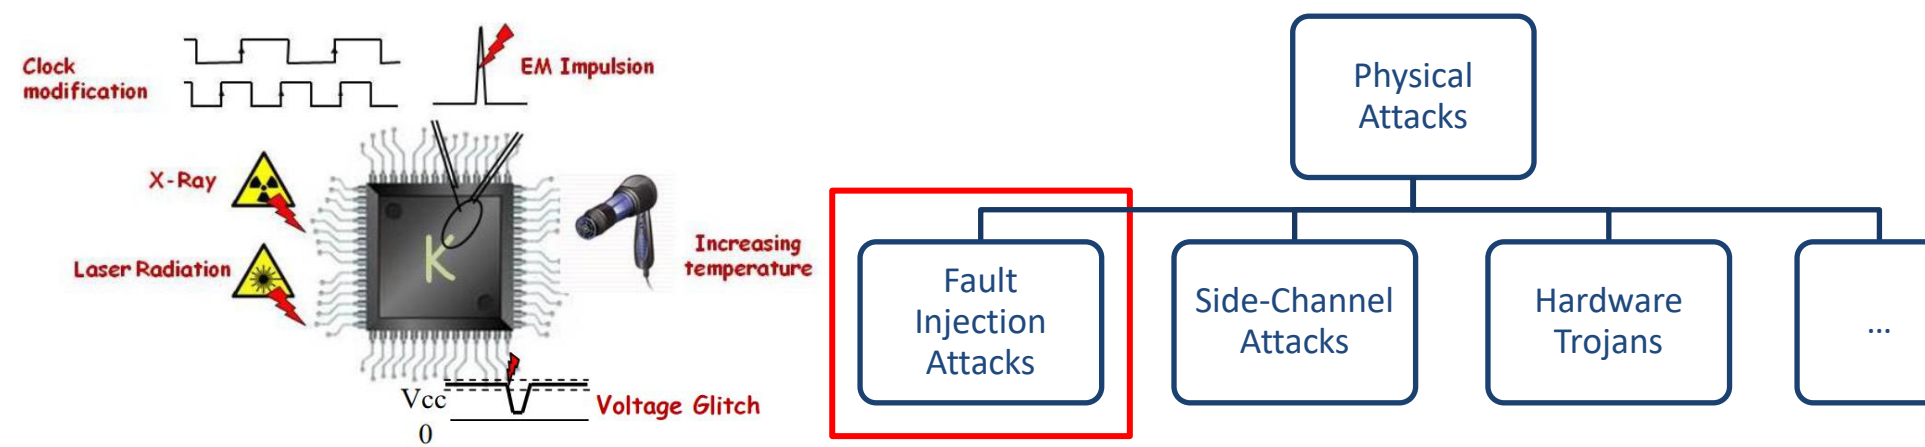 Clock
modification
EM Impulsion
X-Ray
Laser Radiation
K
Increasing
temperature
Vcc
0
Voltage Glitch
Physical
Attacks
Fault
Injection
Attacks
Side-Channel
Attacks
Hardware
Trojans
...